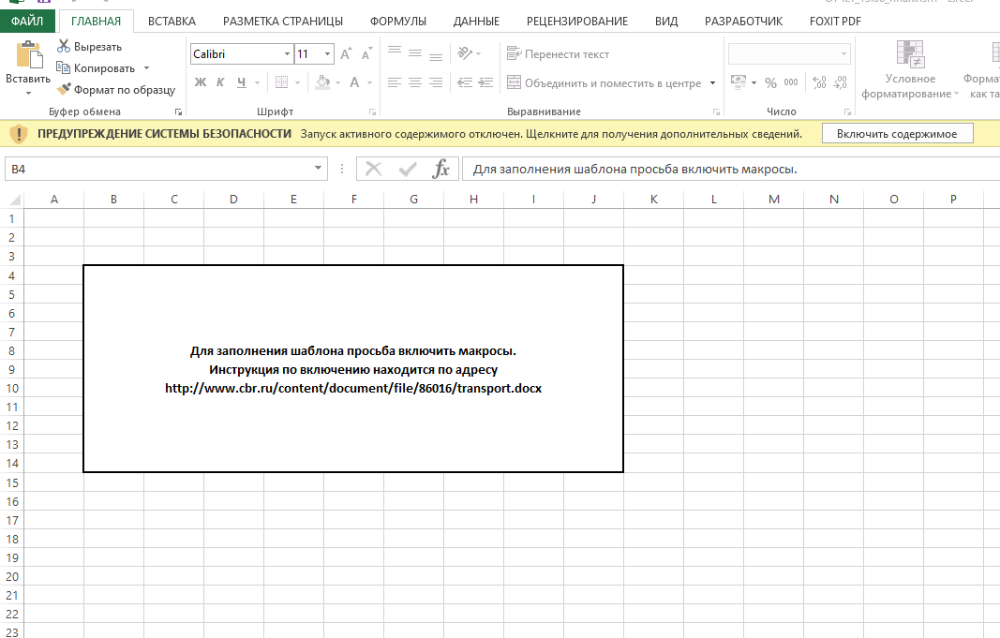 ФАЙЛ ГЛАВНАЯ ВСТАВКА РАЗМЕТКА СТРАНИЦЫ ФОРМУЛЫ ДАННЫЕ РЕЦЕНЗИРОВАНИЕ ВИД РАЗРАБОТЧИК FOXIT PDF
Вставить
Вырезать
Копировать
Формат по образцу
Буфер обмена
Calibri 11
Ж К Ч
Шрифт
Перенести текст
Объединить и поместить в центре
Выравнивание
% 000
Число
Условное
форматирование
как
ПРЕДУПРЕЖДЕНИЕ СИСТЕМЫ БЕЗОПАСНОСТИ Запуск активного содержимого отключен. Щелкните для получения дополнительных сведений. Включить содержимое
B4 fx Для заполнения шаблона просьба включить макросы.
A B C D E F G H I J K L M N O P
1
2
3
4
5
6
7
8
9
10
11
12
13
14
15
16
17
18
19
20
21
22
23
Для заполнения шаблона просьба включить макросы.
Инструкция по включению находится по адресу
http://www.cbr.ru/content/document/file/86016/transport.docx